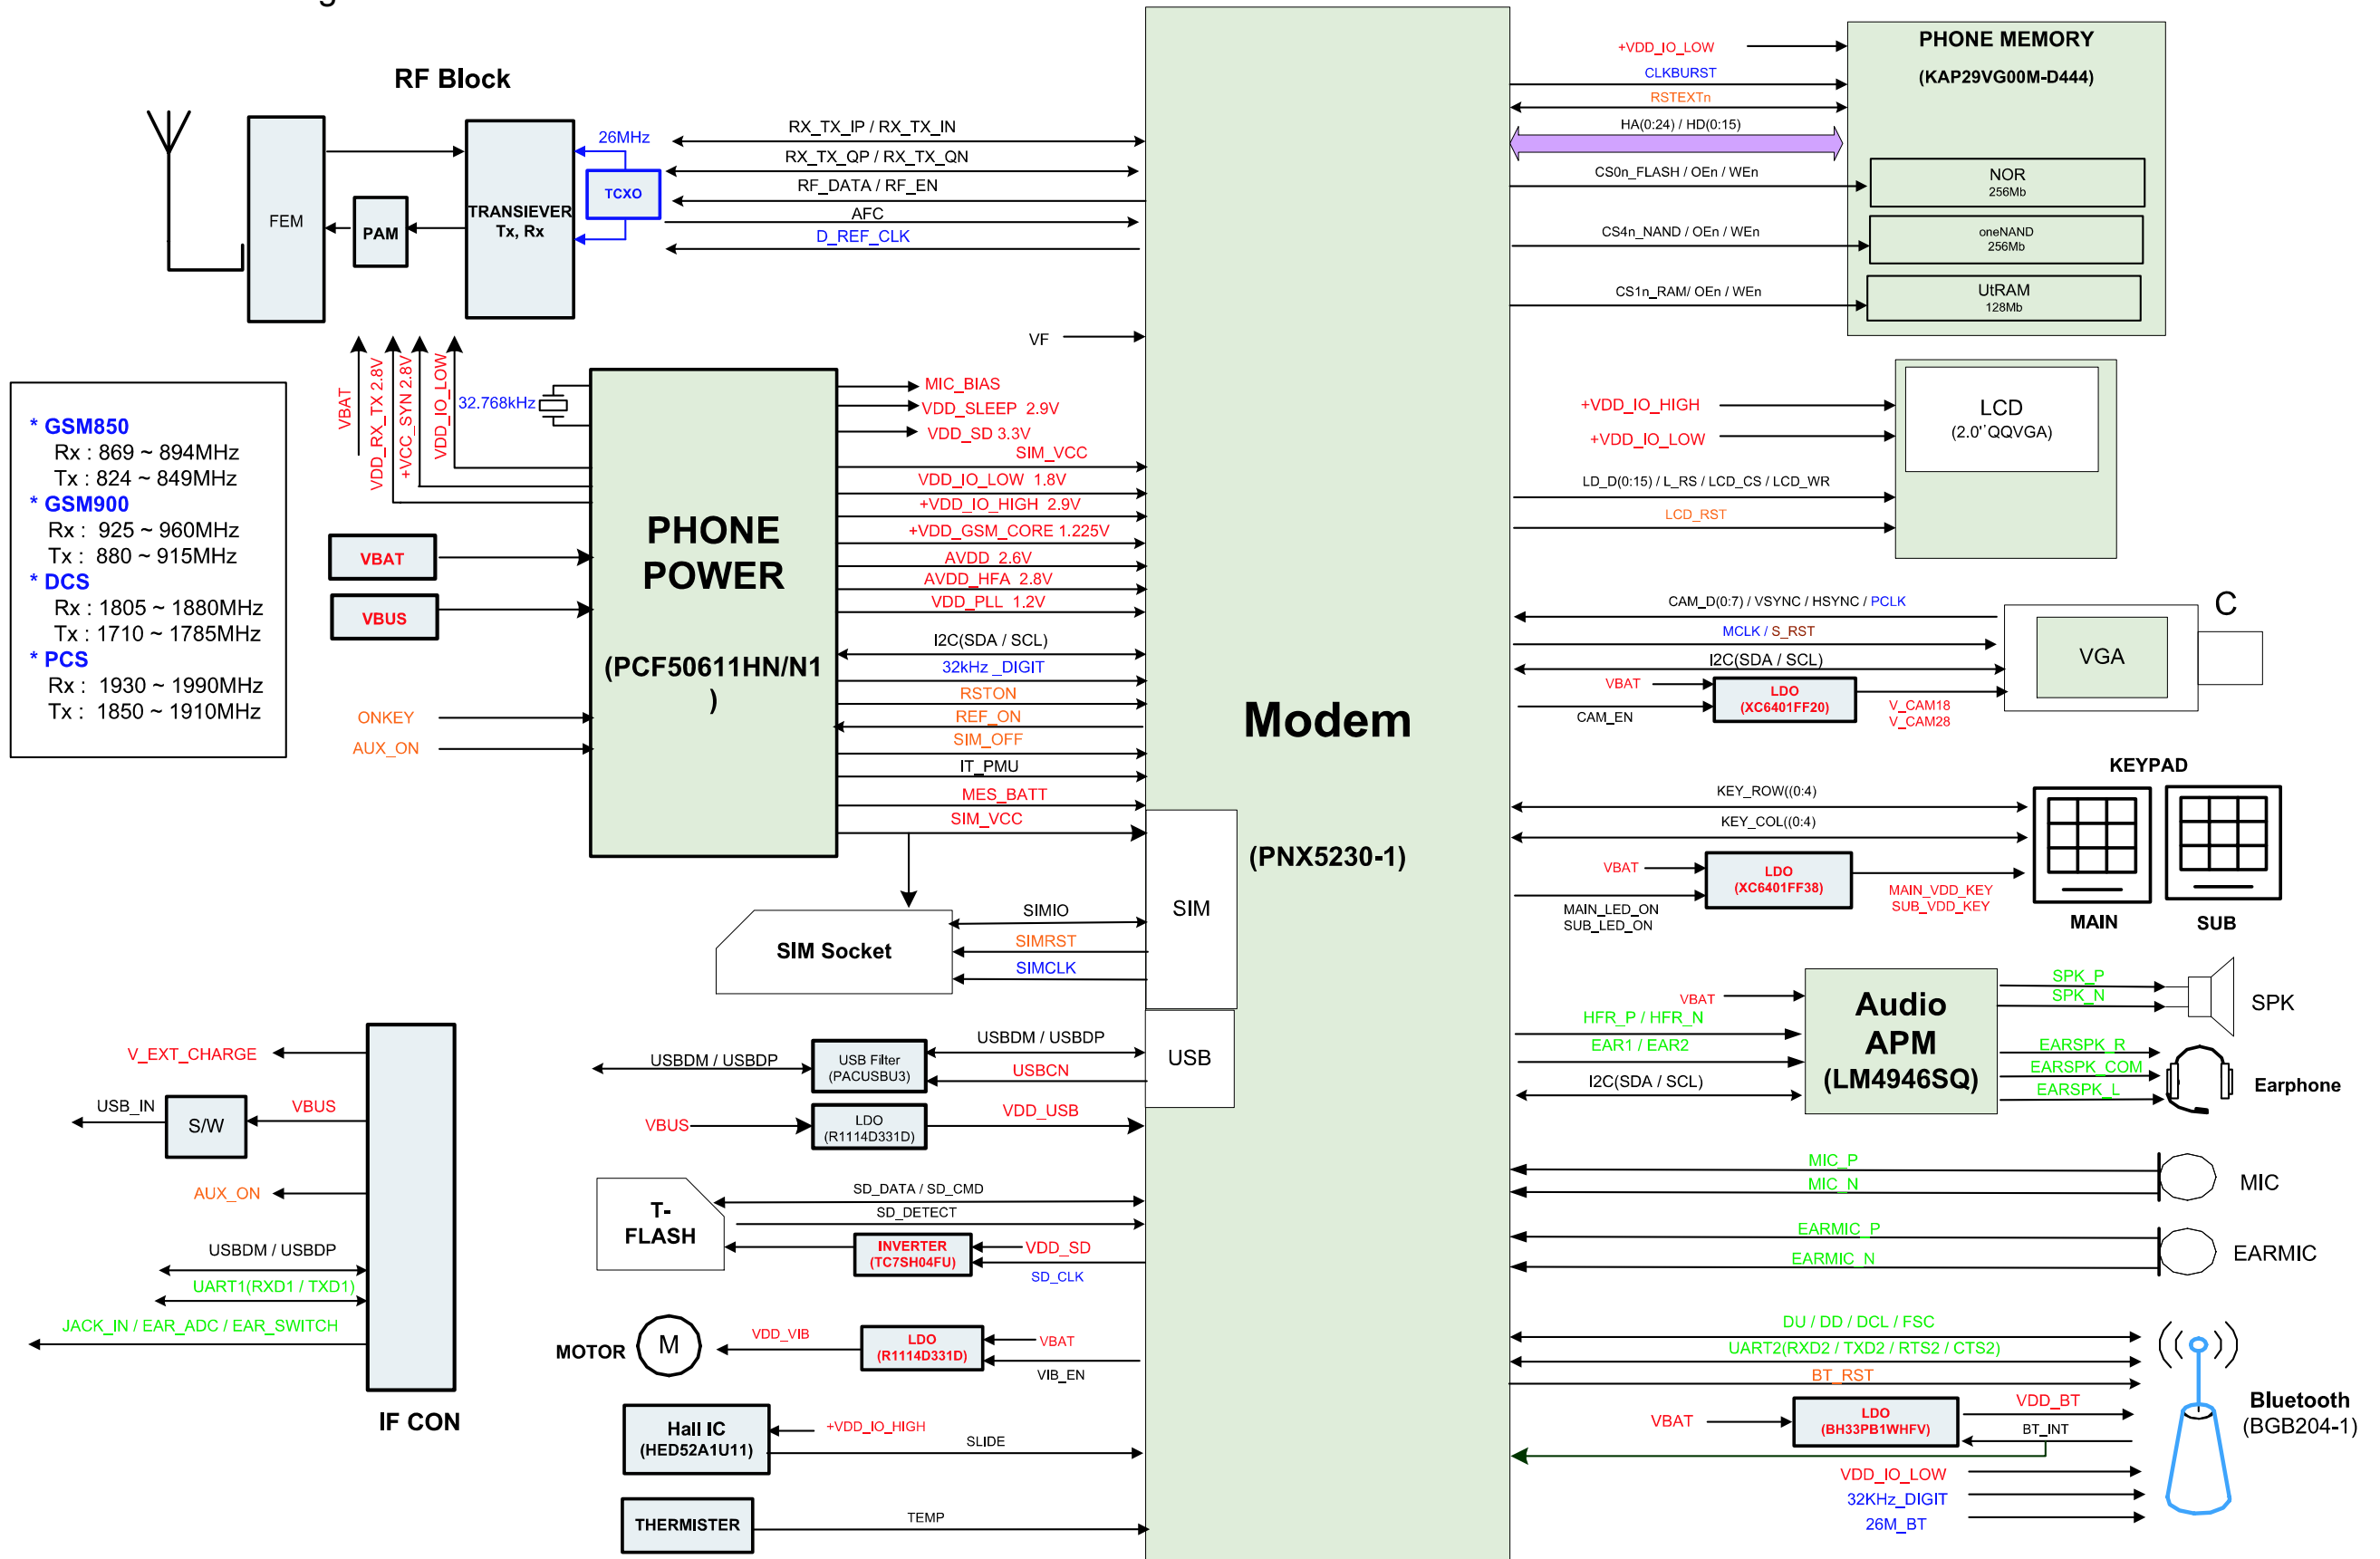 RF Block
FEM
PAM
TRANSIEVER
Tx, Rx
26MHz
TCXO
RX_TX_IP / RX_TX_IN
RX_TX_QP / RX_TX_QN
RF_DATA / RF_EN
AFC
D_REF_CLK
VF
VBAT
VDD_RX_TX 2.8V
+VCC_SYN 2.8V
VDD_IO_LOW
32.768kHz
* GSM850
Rx : 869 ~ 894MHz
Tx : 824 ~ 849MHz
* GSM900
Rx : 925 ~ 960MHz
Tx : 880 ~ 915MHz
* DCS
Rx : 1805 ~ 1880MHz
Tx : 1710 ~ 1785MHz
* PCS
Rx : 1930 ~ 1990MHz
Tx : 1850 ~ 1910MHz
VBAT
VBUS
ONKEY
AUX_ON
PHONE
POWER
(PCF50611HN/N1
)
MIC_BIAS
VDD_SLEEP 2.9V
VDD_SD 3.3V
SIM_VCC
VDD_IO_LOW 1.8V
+VDD_IO_HIGH 2.9V
+VDD_GSM_CORE 1.225V
AVDD 2.6V
AVDD_HFA 2.8V
VDD_PLL 1.2V
I2C(SDA / SCL)
32kHz _DIGIT
RSTON
REF_ON
SIM_OFF
IT_PMU
MES_BATT
SIM_VCC
SIM Socket
SIMIO
SIMRST
SIMCLK
SIM
USB
Modem
(PNX5230-1)
USBDM / USBDP
USB Filter
(PACUSBU3)
USBDM / USBDP
USBCN
VBUS
LDO
(R1114D331D)
VDD_USB
T-
FLASH
SD_DATA / SD_CMD
SD_DETECT
INVERTER
(TC7SH04FU)
VDD_SD
SD_CLK
MOTOR
M
VDD_VIB
LDO
(R1114D331D)
VBAT
VIB_EN
Hall IC
(HED52A1U11)
+VDD_IO_HIGH
SLIDE
THERMISTER
TEMP
V_EXT_CHARGE
USB_IN
S/W
VBUS
AUX_ON
USBDM / USBDP
UART1(RXD1 / TXD1)
JACK_IN / EAR_ADC / EAR_SWITCH
IF CON
+VDD_IO_LOW
CLKBURST
RSTEXTn
HA(0:24) / HD(0:15)
CS0n_FLASH / OEn / WEn
CS4n_NAND / OEn / WEn
CS1n_RAM/ OEn / WEn
PHONE MEMORY
(KAP29VG00M-D444)
NOR
256Mb
oneNAND
256Mb
UtRAM
128Mb
+VDD_IO_HIGH
+VDD_IO_LOW
LD_D(0:15) / L_RS / LCD_CS / LCD_WR
LCD_RST
LCD
(2.0''QQVGA)
CAM_D(0:7) / VSYNC / HSYNC / PCLK
MCLK / S_RST
I2C(SDA / SCL)
VBAT
CAM_EN
LDO
(XC6401FF20)
V_CAM18
V_CAM28
VGA
C
KEYPAD
KEY_ROW((0:4)
KEY_COL((0:4)
VBAT
MAIN_LED_ON
SUB_LED_ON
LDO
(XC6401FF38)
MAIN_VDD_KEY
SUB_VDD_KEY
MAIN
SUB
VBAT
HFR_P / HFR_N
EAR1 / EAR2
I2C(SDA / SCL)
Audio
APM
(LM4946SQ)
SPK_P
SPK_N
SPK
EARSPK_R
EARSPK_COM
EARSPK_L
Earphone
MIC_P
MIC_N
MIC
EARMIC_P
EARMIC_N
EARMIC
DU / DD / DCL / FSC
UART2(RXD2 / TXD2 / RTS2 / CTS2)
BT_RST
VBAT
LDO
(BH33PB1WHFV)
VDD_BT
BT_INT
VDD_IO_LOW
32KHz_DIGIT
26M_BT
Bluetooth
(BGB204-1)